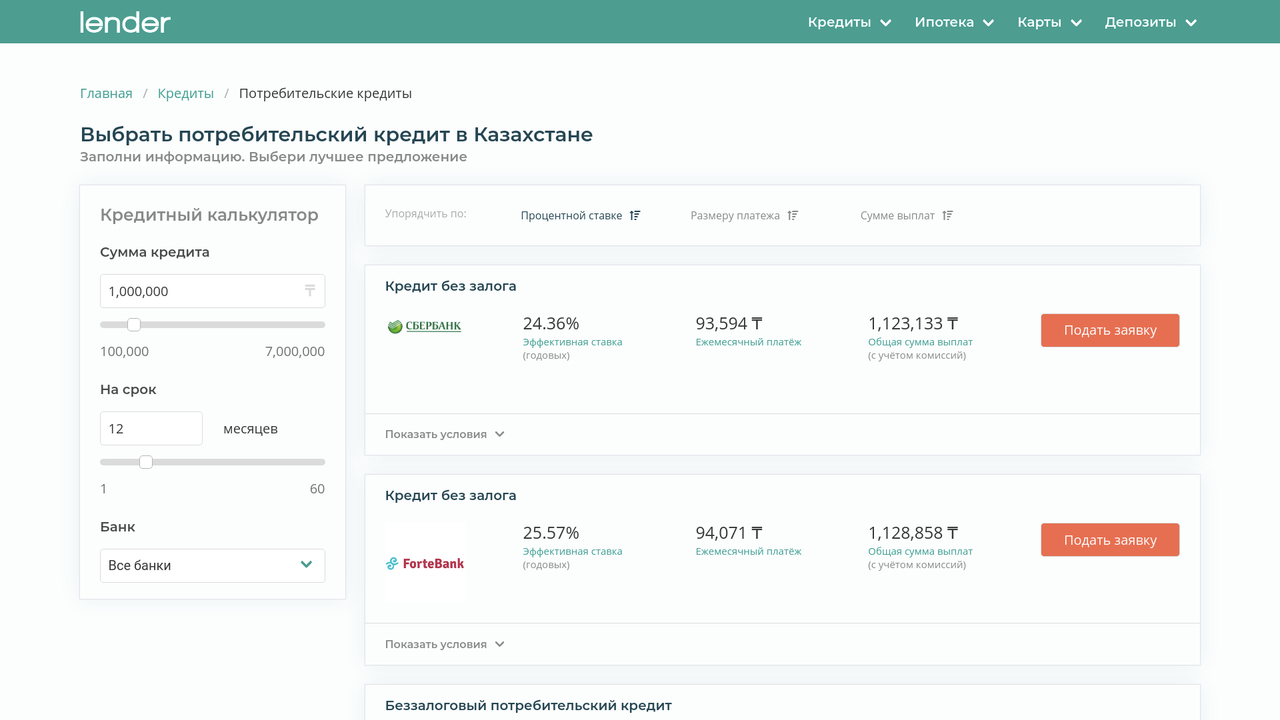 lender
Кредиты Ипотека Карты Депозиты
Главная / Кредиты / Потребительские кредиты
Выбрать потребительский кредит в Казахстане
Заполни информацию. Выбери лучшее предложение
Кредитный калькулятор
Сумма кредита
1,000,000 ₸
100,000 7,000,000
На срок
12 месяцев
1 60
Банк
Все банки
Упорядчить по: Процентной ставке Размеру платежа Сумме выплат
Кредит без залога
СБЕРБАНК
24.36% 93,594 ₸ 1,123,133 ₸ Подать заявку
Эффективная ставка Ежемесячный платёж Общая сумма выплат
(годовых) (с учётом комиссий)
Показать условия
Кредит без залога
ForteBank
25.57% 94,071 ₸ 1,128,858 ₸ Подать заявку
Эффективная ставка Ежемесячный платёж Общая сумма выплат
(годовых) (с учётом комиссий)
Показать условия
Беззалоговый потребительский кредит